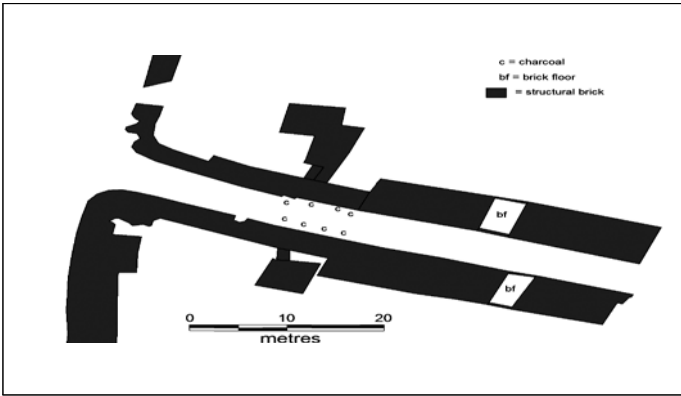 c = charcoal
bf = brick floor
= structural brick
bf
c c c c
c c c c
bf
0 10 20
metres